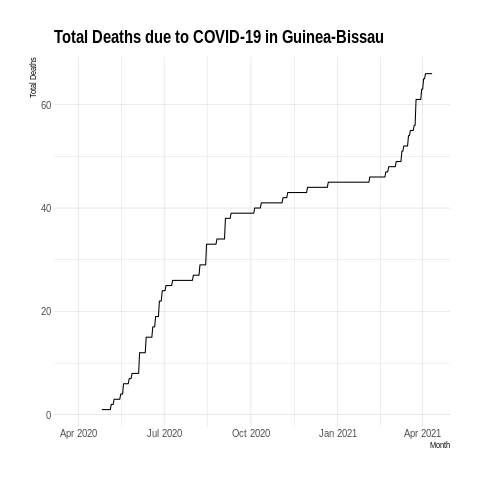 Total Deaths due to COVID-19 in Guinea-Bissau
Total Deaths
60
40
20
0
Apr 2020 Jul 2020 Oct 2020 Jan 2021 Apr 2021
Month